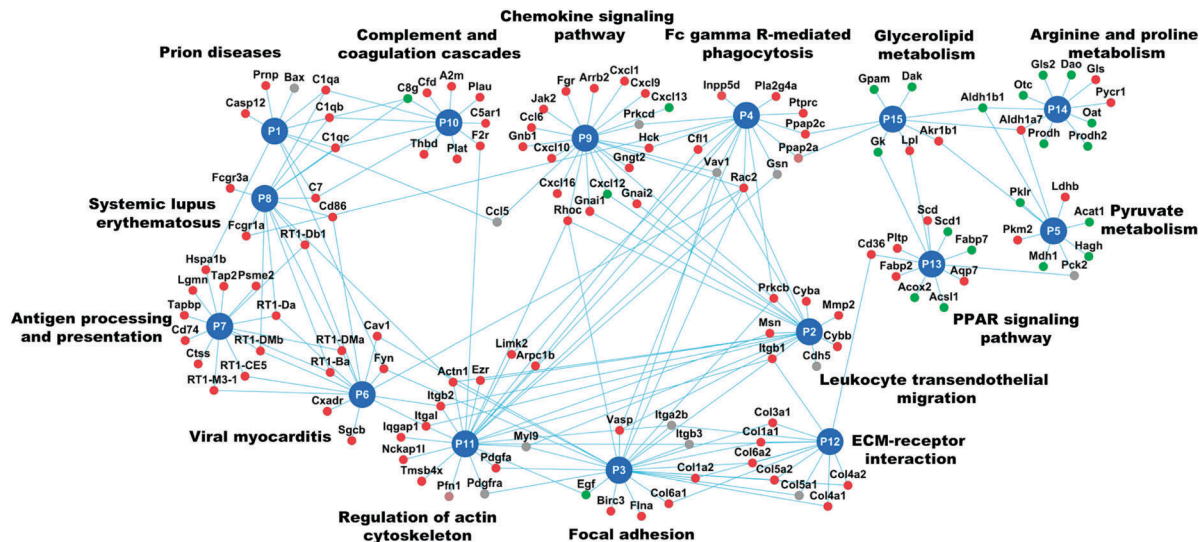 Chemokine signaling
pathway
Prion diseases
Complement and
coagulation cascades
Fc gamma R-mediated
phagocytosis
Glycerolipid
metabolism
Arginine and proline
metabolism
Prnp
Bax
C1qa
Casp12
C1qb
C1qc
P1
C8g
Cfd
A2m
Plau
C5ar1
F2r
Plat
Thbd
P10
Fgr
Arrb2
Cxcl1
Cxcl9
Cxcl13
Prkcd
Jak2
Ccl6
Gnb1
Cxcl10
Hck
Gngt2
P9
Cxcl16
Cxcl12
Gnai2
Gnai1
Rhoc
Ccl5
Inpp5d
Pla2g4a
Ptprc
Ppap2c
Ppap2a
Cfl1
Vav1
Gsn
Rac2
P4
Gpam
Dak
Aldh1b1
Aldh1a7
Akr1b1
Gk
Lpl
P15
Gls2
Dao
Gls
Otc
Pycr1
Oat
Prodh
Prodh2
P14
Fcgr3a
P8
C7
Cd86
Fcgr1a
RT1-Db1
Systemic lupus
erythematosus
Pklr
Ldhb
Acat1
Pkm2
P5
Hagh
Mdh1
Pck2
Pyruvate
metabolism
Scd
Scd1
Pltp
Fabp7
Cd36
Fabp2
P13
Aqp7
Acox2
Acsl1
PPAR signaling
pathway
Hspa1b
Lgmn
Tap2
Psme2
Tapbp
RT1-Da
Cd74
P7
Ctss
RT1-DMb
RT1-CE5
RT1-M3-1
Antigen processing
and presentation
RT1-DMa
RT1-Ba
Cav1
Fyn
P6
Cxadr
Sgcb
Viral myocarditis
Prkcb
Cyba
Mmp2
Msn
P2
Cybb
Itgb1
Cdh5
Leukocyte transendothelial
migration
Limk2
Arpc1b
Actn1
Ezr
Itgb2
Itgal
Iqgap1
P11
Myl9
Nckap1l
Tmsb4x
Pdgfa
Pfn1
Pdgfra
Regulation of actin
cytoskeleton
Vasp
Itga2b
Itgb3
P3
Egf
Birc3
Flna
Col6a1
Col1a2
Focal adhesion
Col3a1
Col1a1
Col6a2
Col5a2
Col5a1
Col4a2
Col4a1
P12
ECM-receptor
interaction